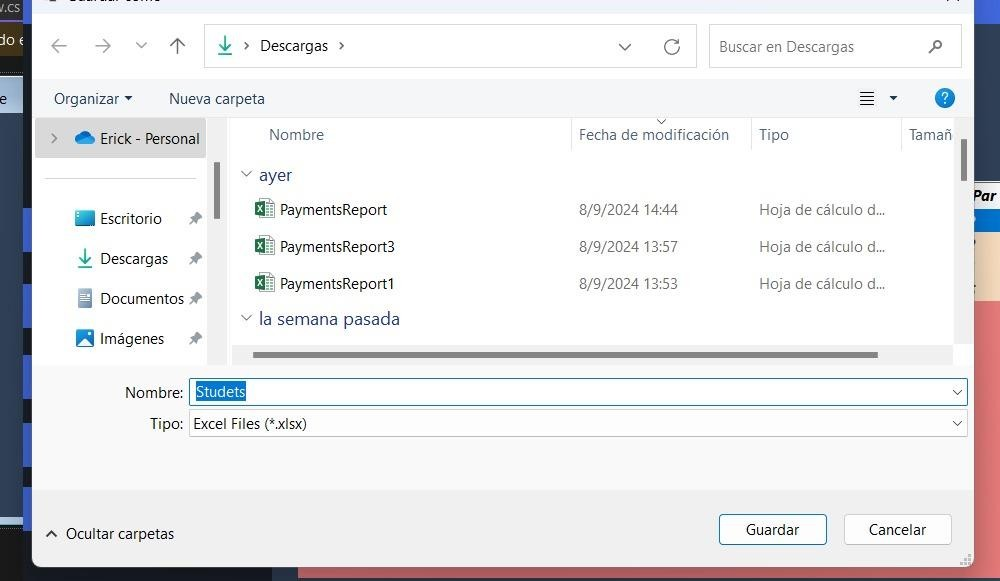 Descargas
Buscar en Descargas
Organizar
Nueva carpeta
Erick - Personal
Nombre
Fecha de modificación
Tipo
Tamañ
ayer
Escritorio
PaymentsReport
8/9/2024 14:44
Hoja de cálculo d...
Descargas
PaymentsReport3
8/9/2024 13:57
Hoja de cálculo d...
Documentos
PaymentsReport1
8/9/2024 13:53
Hoja de cálculo d...
Imágenes
la semana pasada
Nombre: Studets
Tipo: Excel Files (*.xlsx)
Ocultar carpetas
Guardar
Cancelar
Par